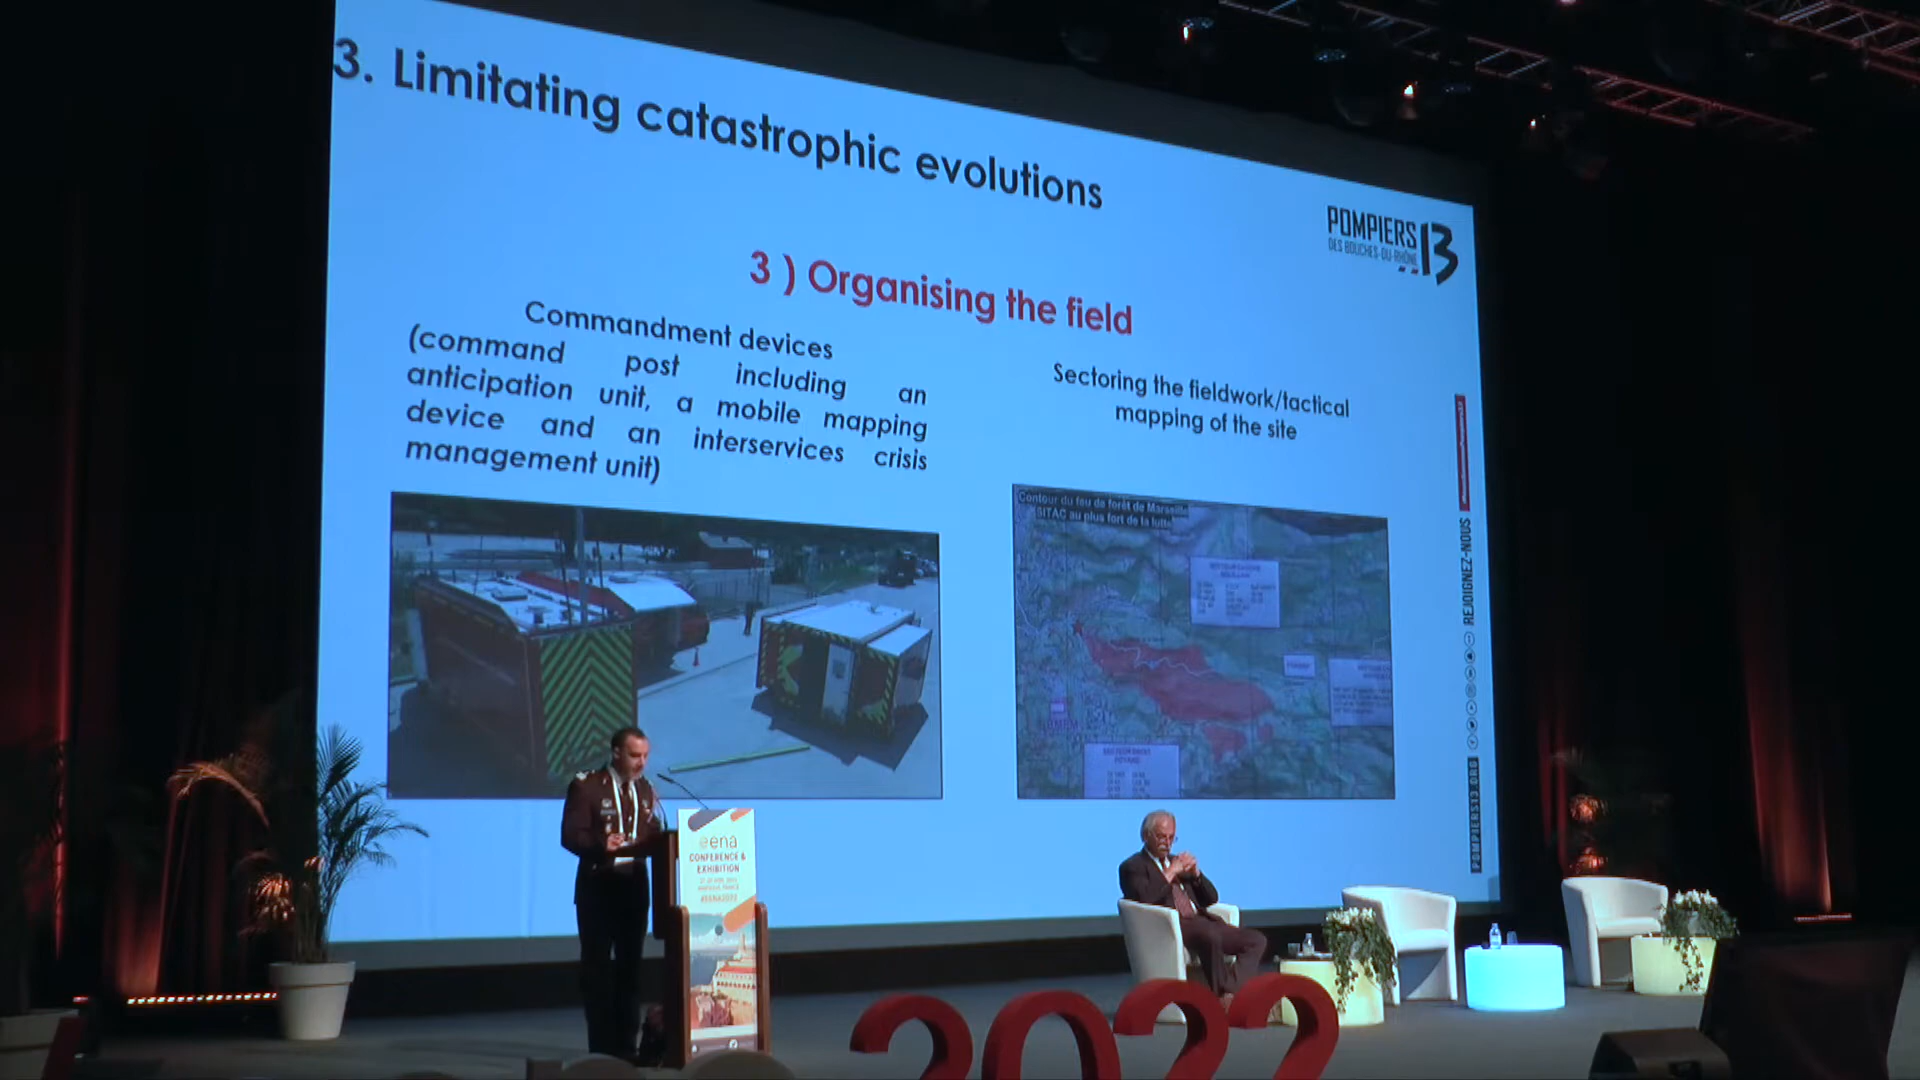 3. Limitating catastrophic evolutions
POMPIERS 13
DES BOUCHES-DU-RHÔNE
3 ) Organising the field
Commandment devices
(command post including an
anticipation unit, a mobile mapping
device and an interservices crisis
management unit)
Sectoring the fieldwork/tactical
mapping of the site
Contour du feu de forêt de Marseille
SITAC au plus fort de la lutte
REJOIGNEZ-NOUS
POMPIERS13.ORG
eena
CONFERENCE &
EXHIBITION
#EENA2022
2022